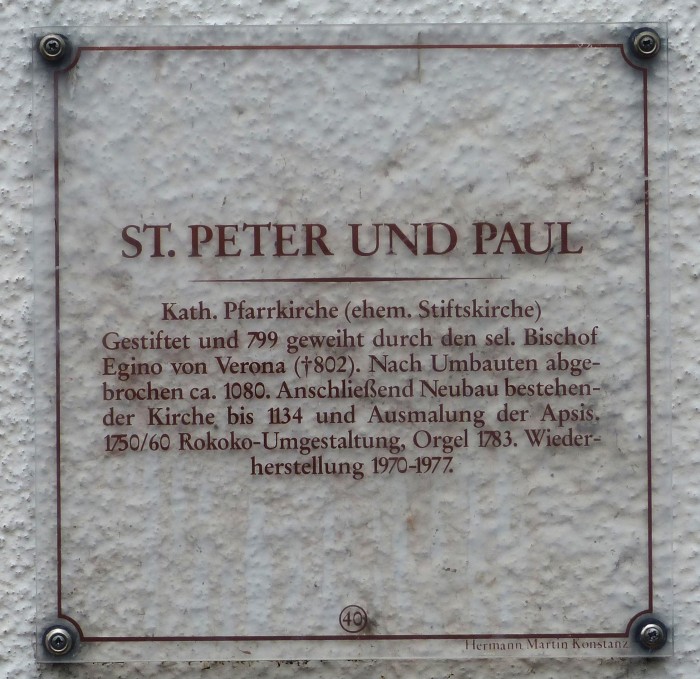 ST. PETER UND PAUL
Kath. Pfarrkirche (ehem. Stiftskirche)
Gestiftet und 799 geweiht durch den sel. Bischof
Egino von Verona (†802). Nach Umbauten abge-
brochen ca. 1080. Anschließend Neubau bestehen-
der Kirche bis 1134 und Ausmalung der Apsis.
1750/60 Rokoko-Umgestaltung, Orgel 1783. Wieder-
herstellung 1970-1977.
40
Hermann Martin Konstanz